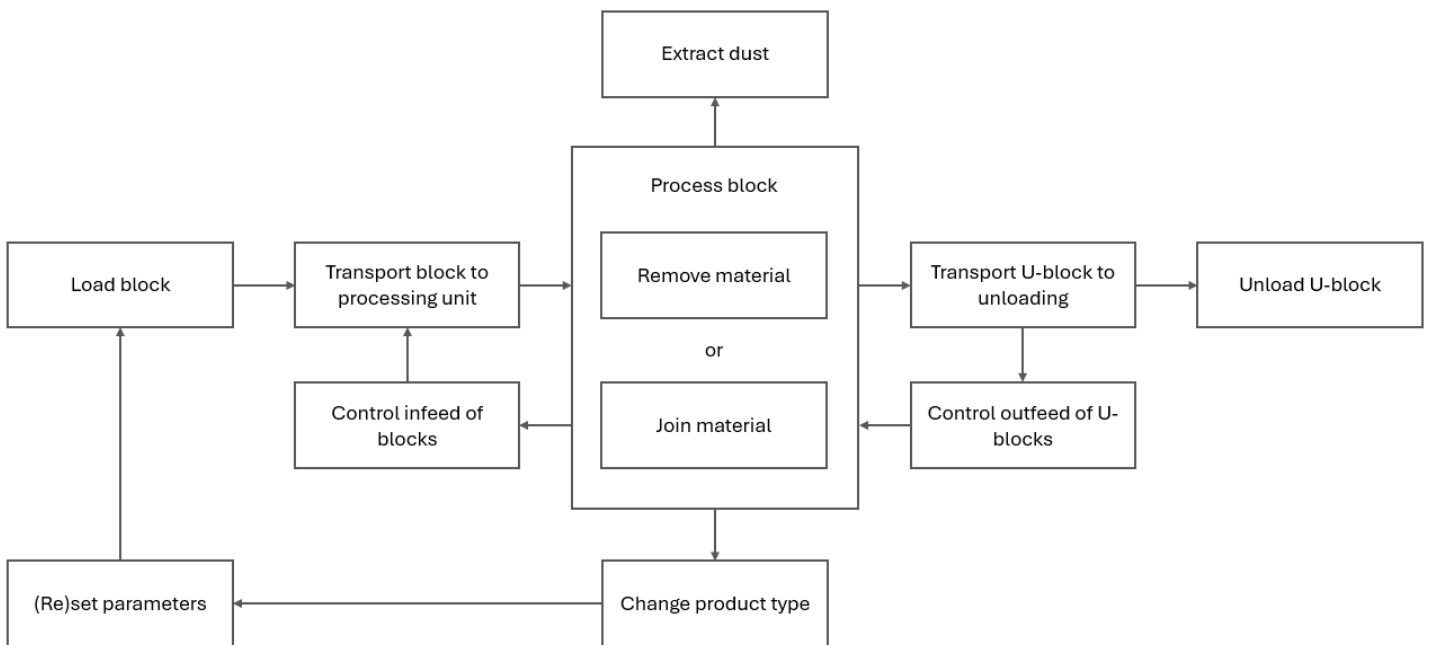 Extract dust
Process block
Load block
Transport block to
processing unit
Remove material
Transport U-block to
unloading
Unload U-block
or
Control infeed of
blocks
Join material
Control outfeed of U-
blocks
(Re)set parameters
Change product type